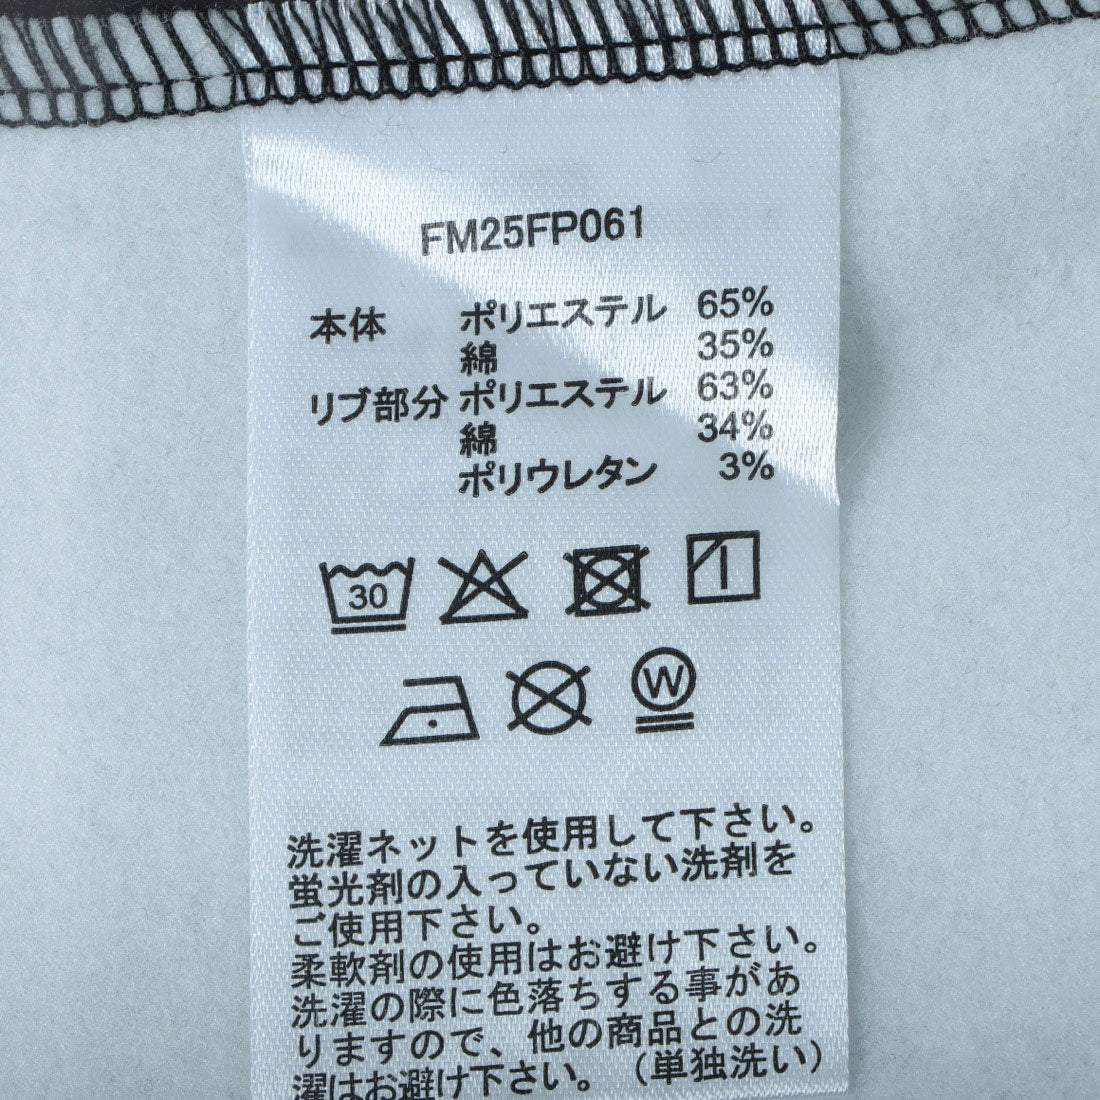 FM25FP061
本体 ポリエステル 65%
綿 35%
リブ部分 ポリエステル 63%
綿 34%
ポリウレタン 3%
30
W
洗濯ネットを使用して下さい。
蛍光剤の入っていない洗剤を
ご使用下さい。
柔軟剤の使用はお避け下さい。
洗濯の際に色落ちする事があ
りますので、他の商品との洗
濯はお避け下さい。(単独洗い)